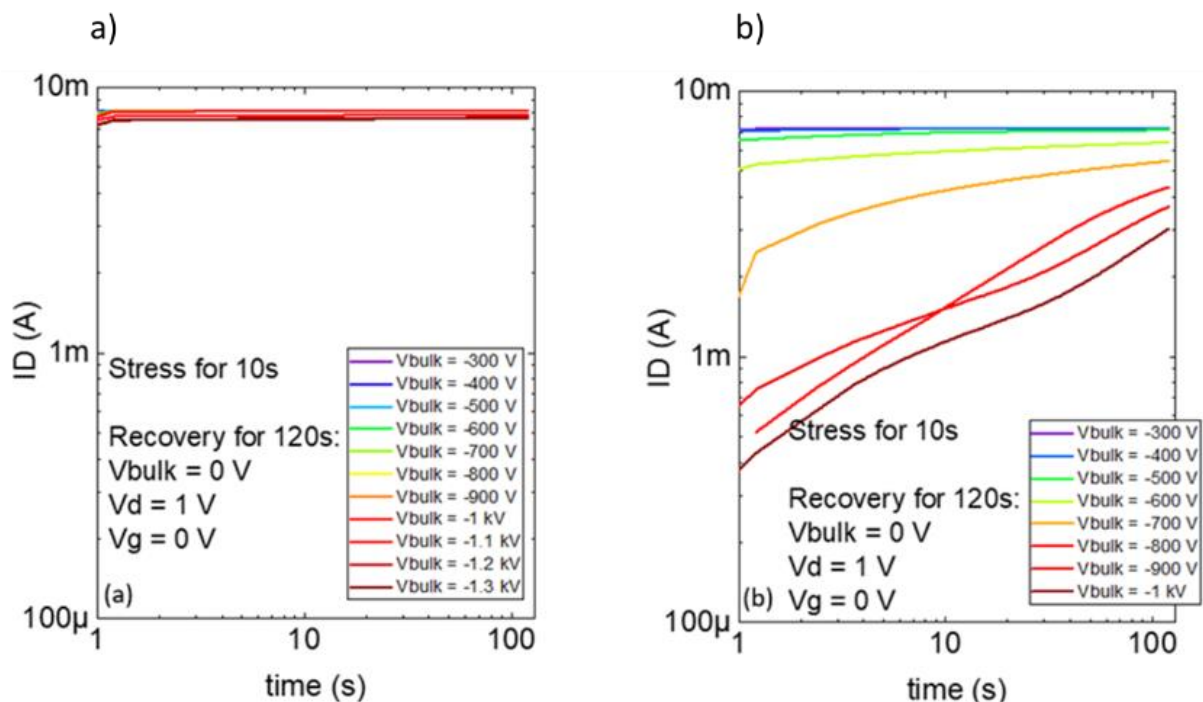 a)
10m
1m
100µ
ID (A)
Stress for 10s
Recovery for 120s:
Vbulk = 0 V
Vd = 1 V
Vg = 0 V
(a)
Vbulk = -300 V
Vbulk = -400 V
Vbulk = -500 V
Vbulk = -600 V
Vbulk = -700 V
Vbulk = -800 V
Vbulk = -900 V
Vbulk = -1 kV
Vbulk = -1.1 kV
Vbulk = -1.2 kV
Vbulk = -1.3 kV
1 10 100
time (s)
b)
10m
1m
100µ
ID (A)
Stress for 10s
Recovery for 120s:
Vbulk = 0 V
Vd = 1 V
Vg = 0 V
(b)
Vbulk = -300 V
Vbulk = -400 V
Vbulk = -500 V
Vbulk = -600 V
Vbulk = -700 V
Vbulk = -800 V
Vbulk = -900 V
Vbulk = -1 kV
1 10 100
time (s)